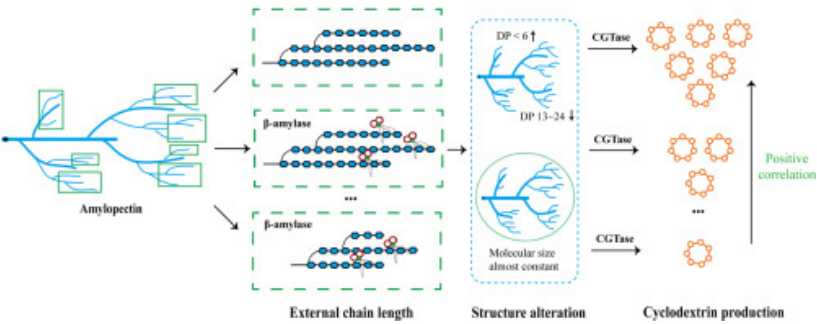 Amylopectin
β-amylase
...
β-amylase
External chain length
DP < 6 ↑
DP 13~24 ↓
Molecular size
almost constant
Structure alteration
CGTase
CGTase
...
CGTase
Positive
correlation
Cyclodextrin production